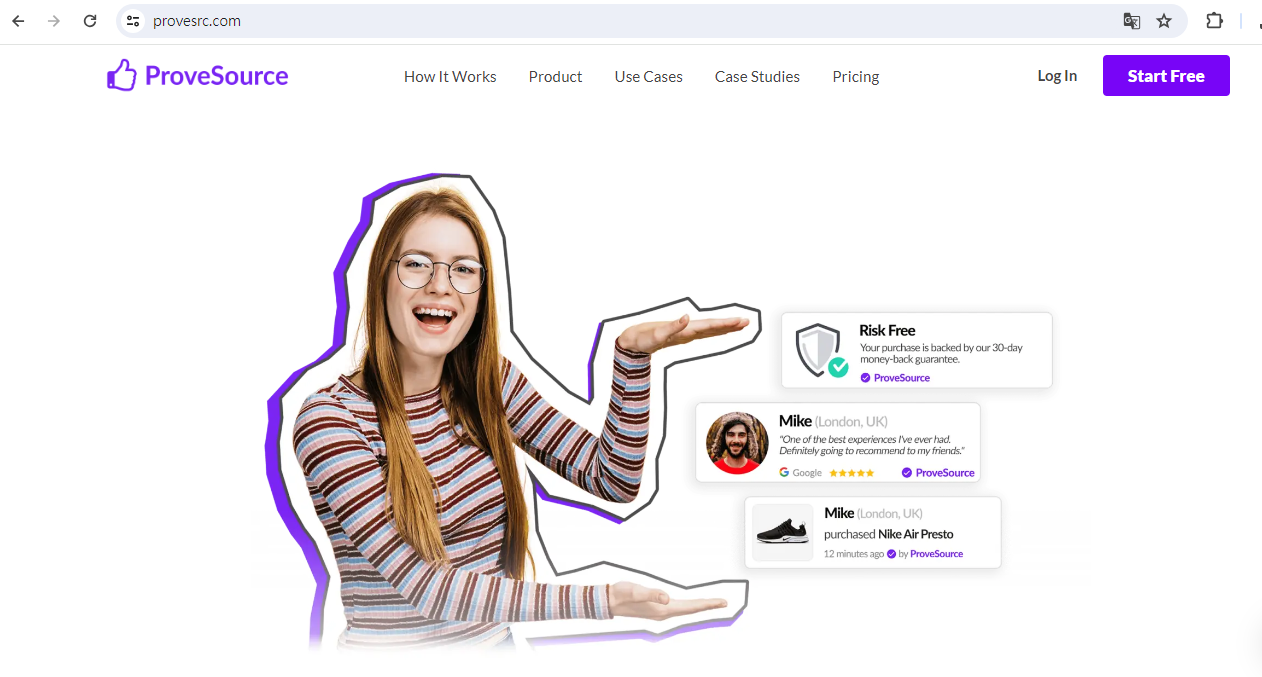 provesrc.com
ProveSource
How It Works
Product
Use Cases
Case Studies
Pricing
Log In
Start Free
Risk Free
Your purchase is backed by our 30-day
money-back guarantee.
ProveSource
Mike (London, UK)
"One of the best experiences I've ever had.
Definitely going to recommend to my friends."
Google
ProveSource
Mike (London, UK)
purchased Nike Air Presto
12 minutes ago by ProveSource